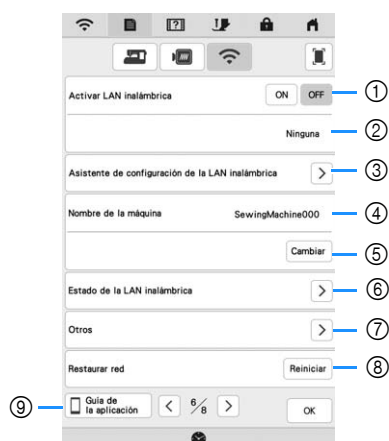 Activar LAN inalámbrica ON OFF ①
Ninguna ②
Asistente de configuración de la LAN inalámbrica > ③
Nombre de la máquina SewingMachine000 ④
Cambiar ⑤
Estado de la LAN inalámbrica > ⑥
Otros > ⑦
Restaurar red Reiniciar ⑧
⑨ Guia de
la aplicación < 6/8 > OK